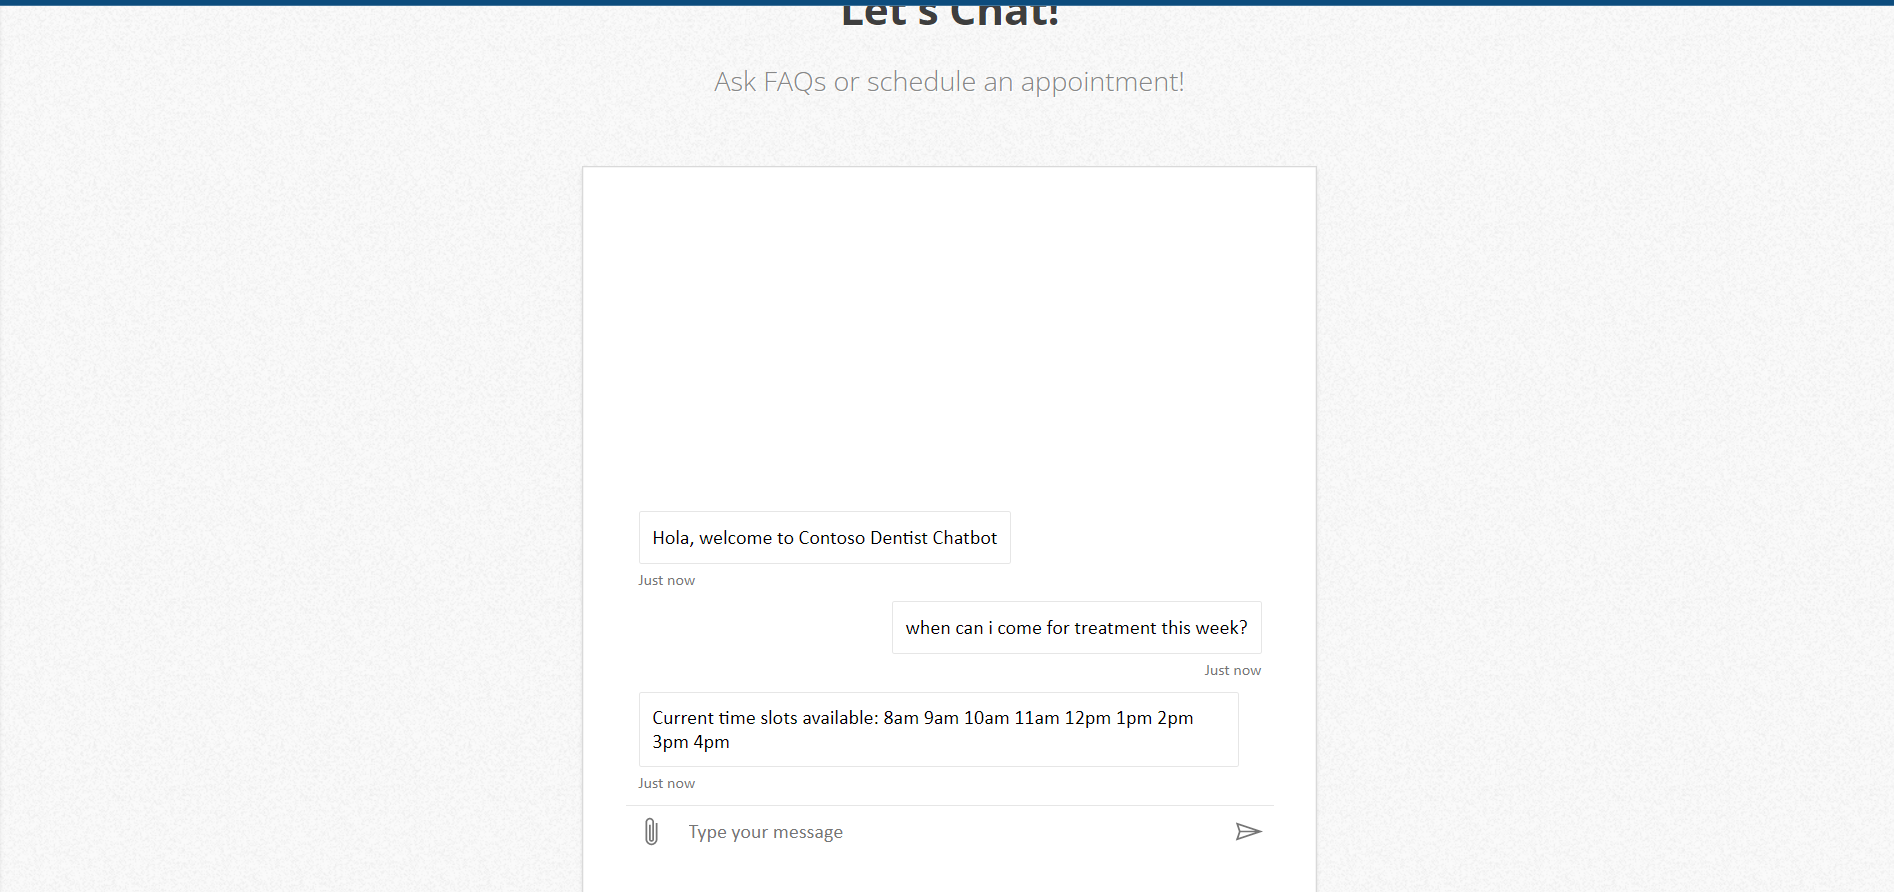 Let's Chat!
Ask FAQs or schedule an appointment!
Hola, welcome to Contoso Dentist Chatbot
Just now
when can i come for treatment this week?
Just now
Current time slots available: 8am 9am 10am 11am 12pm 1pm 2pm
3pm 4pm
Just now
Type your message